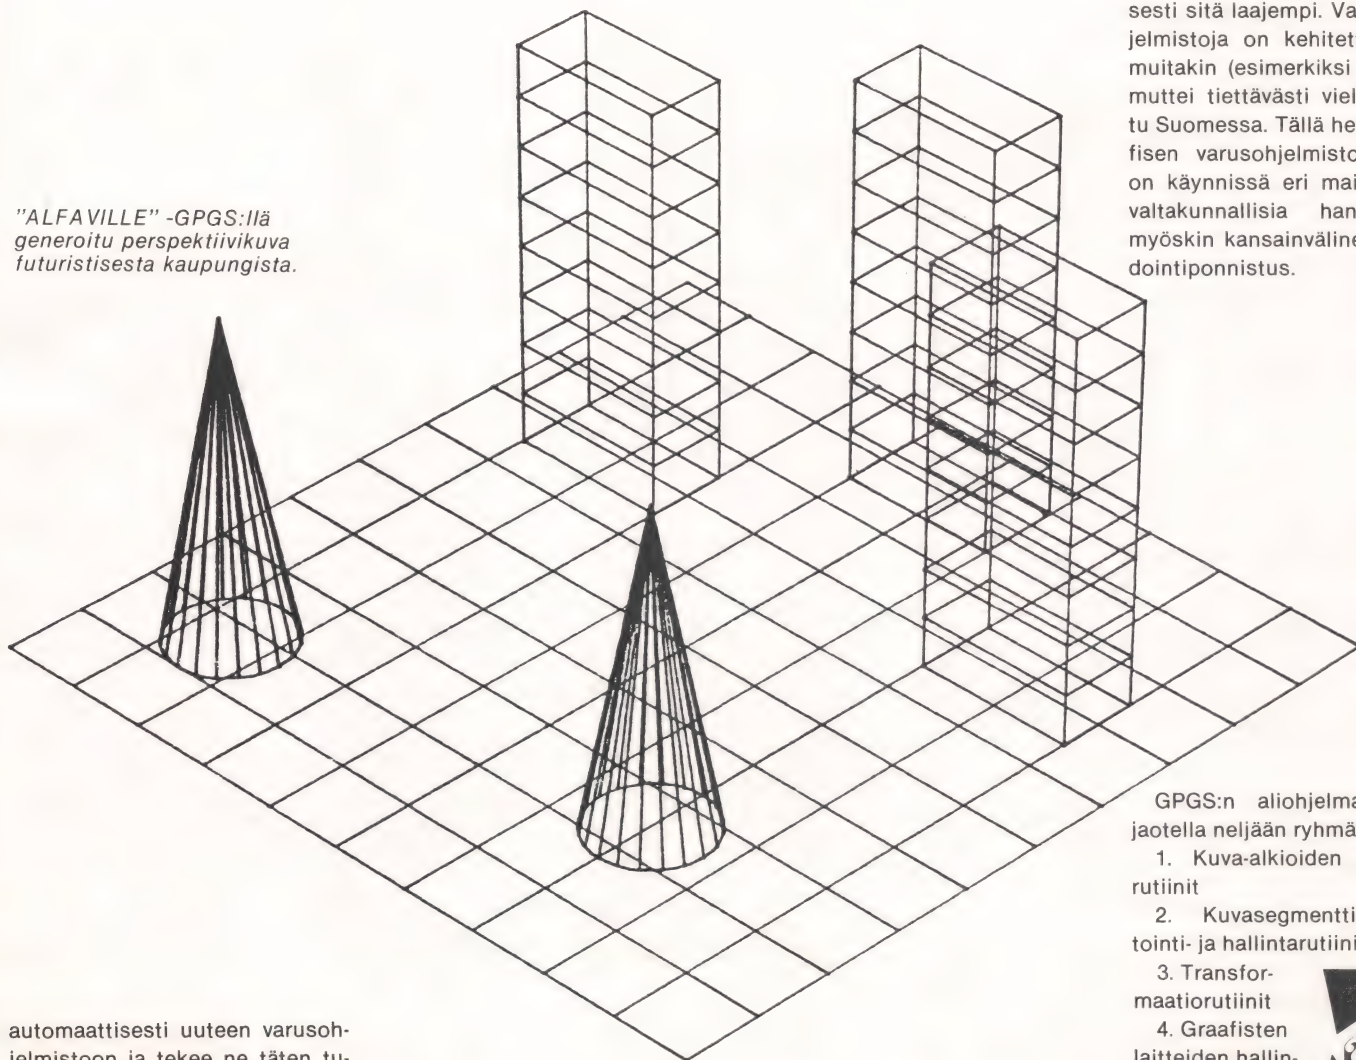 "ALFAVILLE" -GPGS:llä
generoitu perspektiivikuva
futuristisesta kaupungista.
automaattisesti uuteen varusoh-
jelmistoon ja tekee ne täten tu-
sesti sitä laajempi. Va
jelmistoja on kehitet
muitakin (esimerkiksi
muttei tiettävästi viel
tu Suomessa. Tällä he
fisen varusohjelmisto
on käynnissä eri mai
valtakunnallisia han
myöskin kansainväline
dointiponnistus.
GPGS:n aliohjelma
jaotella neljään ryhmä
1. Kuva-alkioiden
rutiinit
2. Kuvasegmentti
tointi- ja hallintarutiini
3. Transfor-
maatiorutiinit
4. Graafisten
laitteiden hallin-